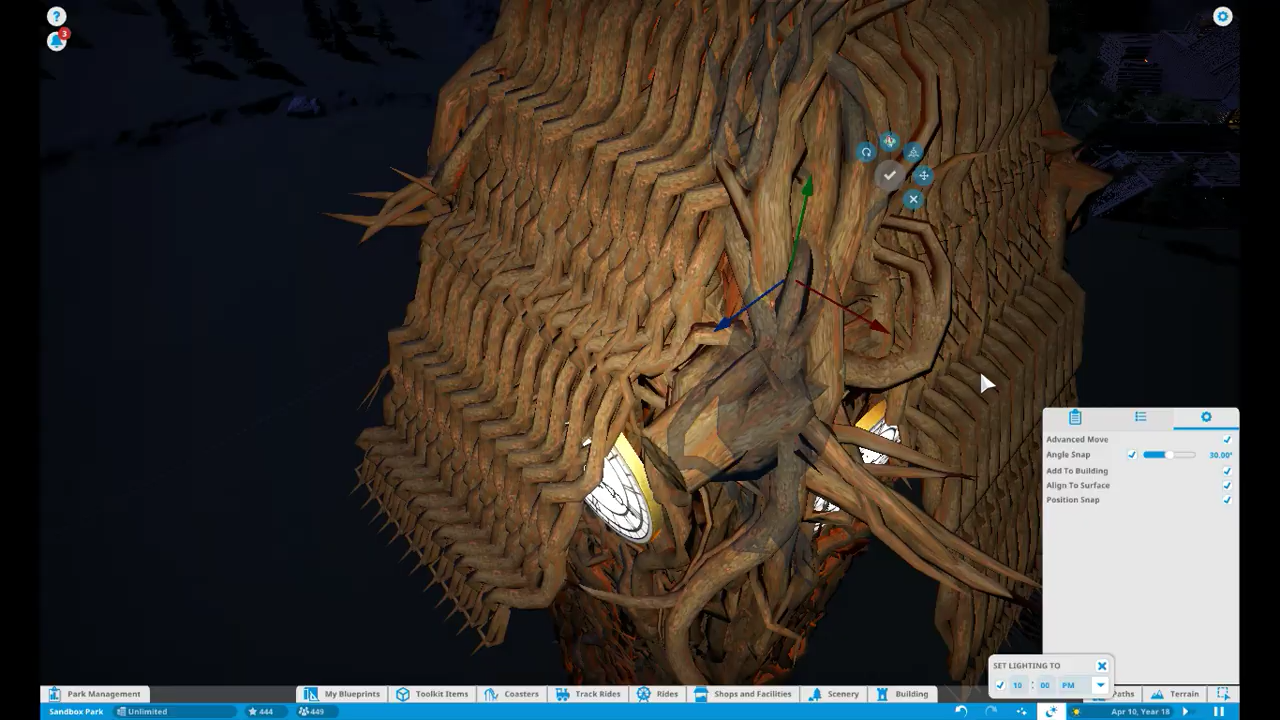 ?
3
Advanced Move
Angle Snap 30.00°
Add To Building
Align To Surface
Position Snap
SET LIGHTING TO
10 : 00 PM
Park Management My Blueprints Toolkit Items Coasters Track Rides Rides Shops and Facilities Scenery Building Paths Terrain
Sandbox Park Unlimited 444 449 Apr 10, Year 18